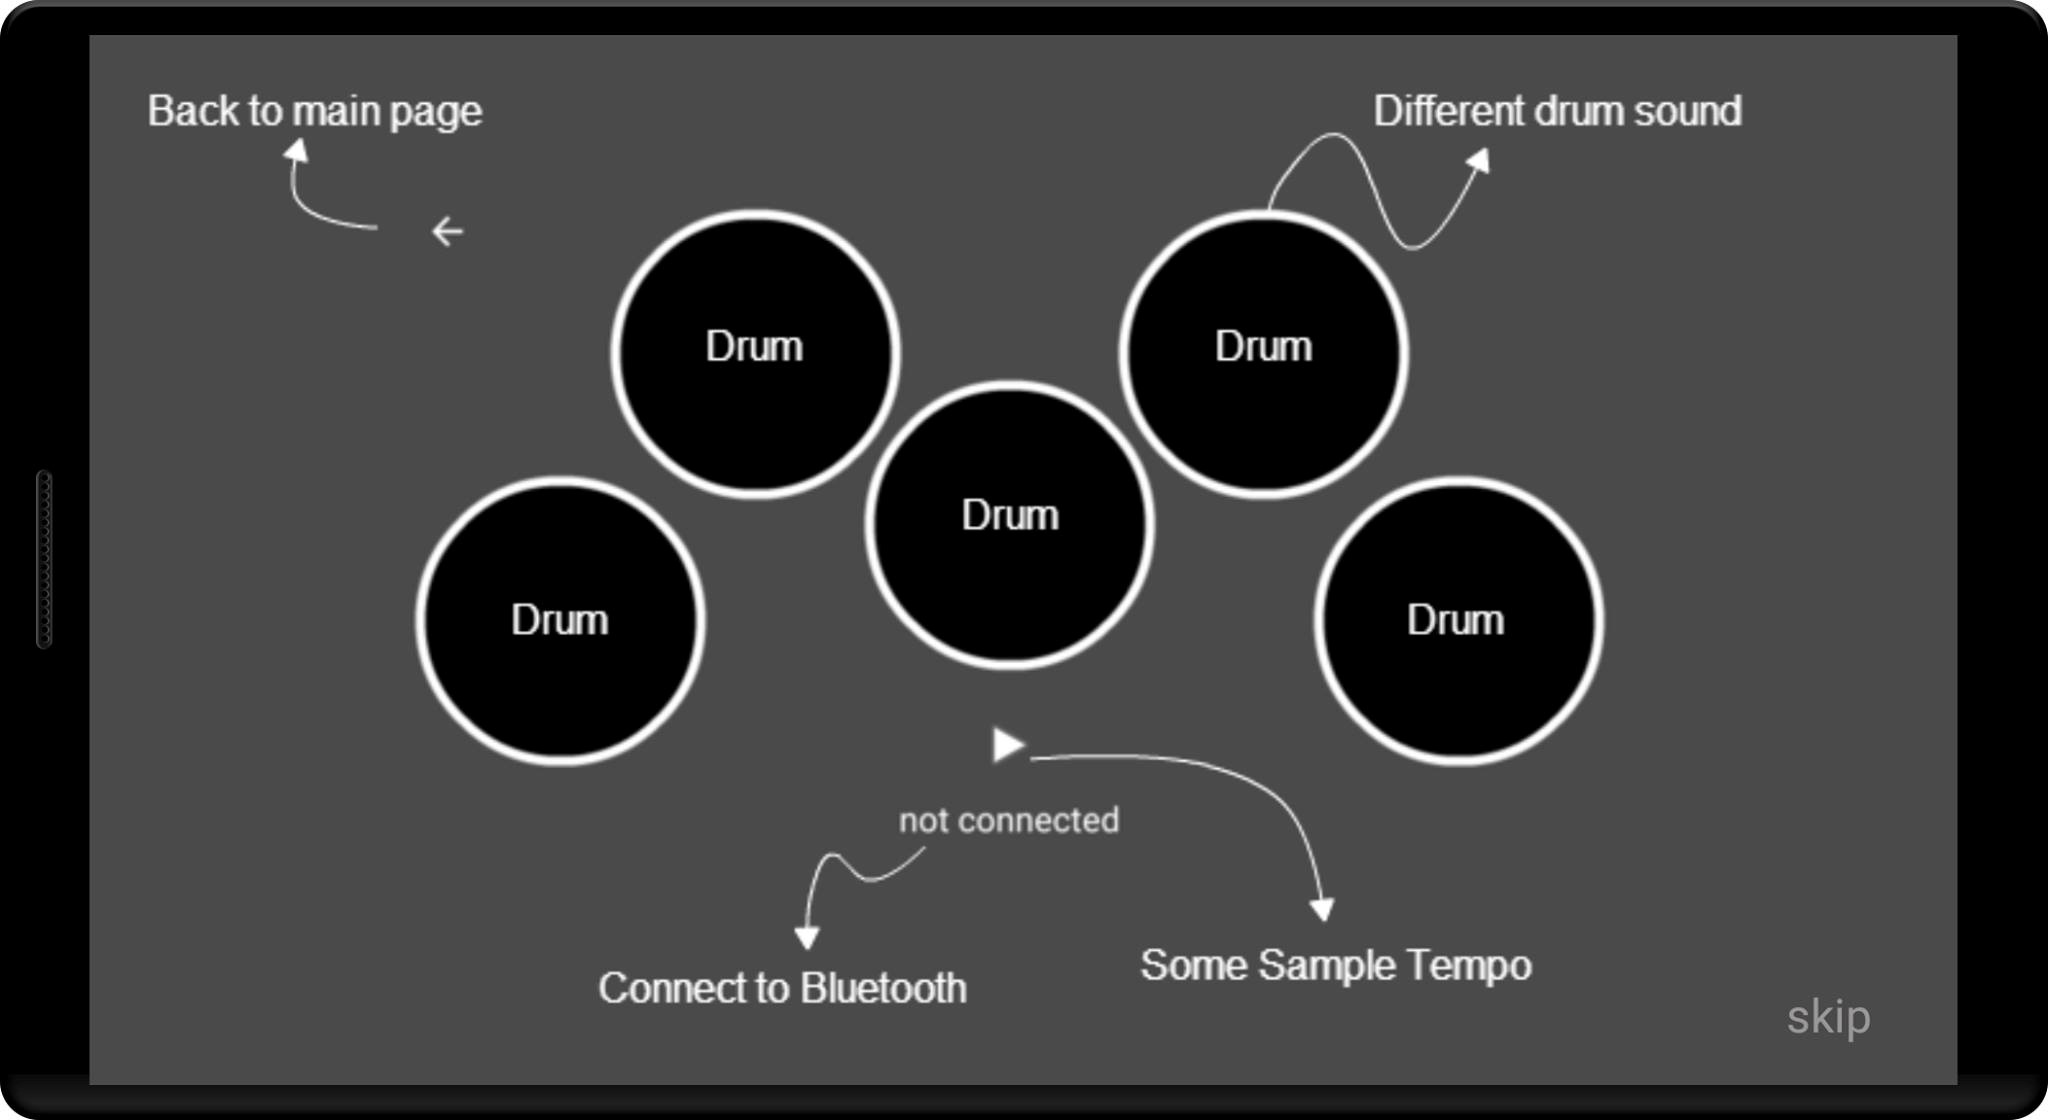 Back to main page
Different drum sound
Drum
Drum
Drum
Drum
Drum
not connected
Connect to Bluetooth
Some Sample Tempo
skip